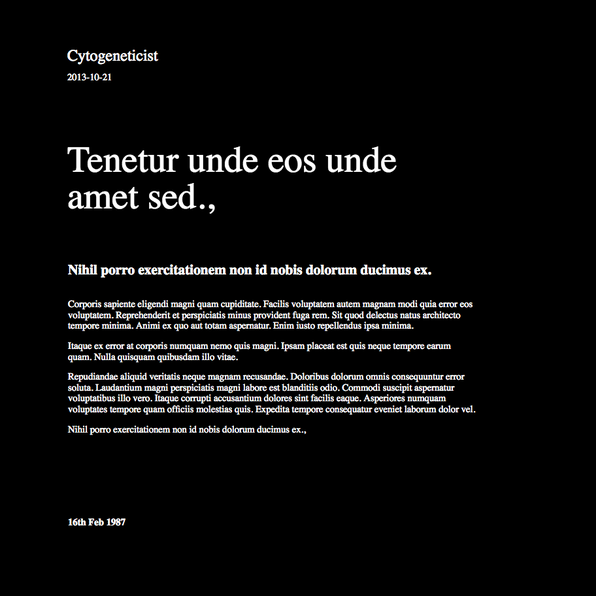 Cytogeneticist
2013-10-21
Tenetur unde eos unde
amet sed.,
Nihil porro exercitationem non id nobis dolorum ducimus ex.
Corporis sapiente eligendi magni quam cupiditate. Facilis voluptatem autem magnam modi quia error eos
voluptatem. Reprehenderit et perspiciatis minus provident fuga rem. Sit quod delectus natus architecto
tempore minima. Animi ex quo aut totam aspernatur. Enim iusto repellendus ipsa minima.
Itaque ex error at corporis numquam nemo quis magni. Ipsam placeat est quis neque tempore earum
quam. Nulla quisquam quibusdam illo vitae.
Repudiandae aliquid veritatis neque magnam recusandae. Doloribus dolorum omnis consequuntur error
soluta. Laudantium magni perspiciatis magni labore est blanditiis odio. Commodi suscipit aspernatur
voluptatibus illo vero. Itaque corrupti accusantium dolores sint facilis eaque. Asperiores numquam
voluptates tempore quam officiis molestias quis. Expedita tempore consequatur eveniet laborum dolor vel.
Nihil porro exercitationem non id nobis dolorum ducimus ex.,
16th Feb 1987